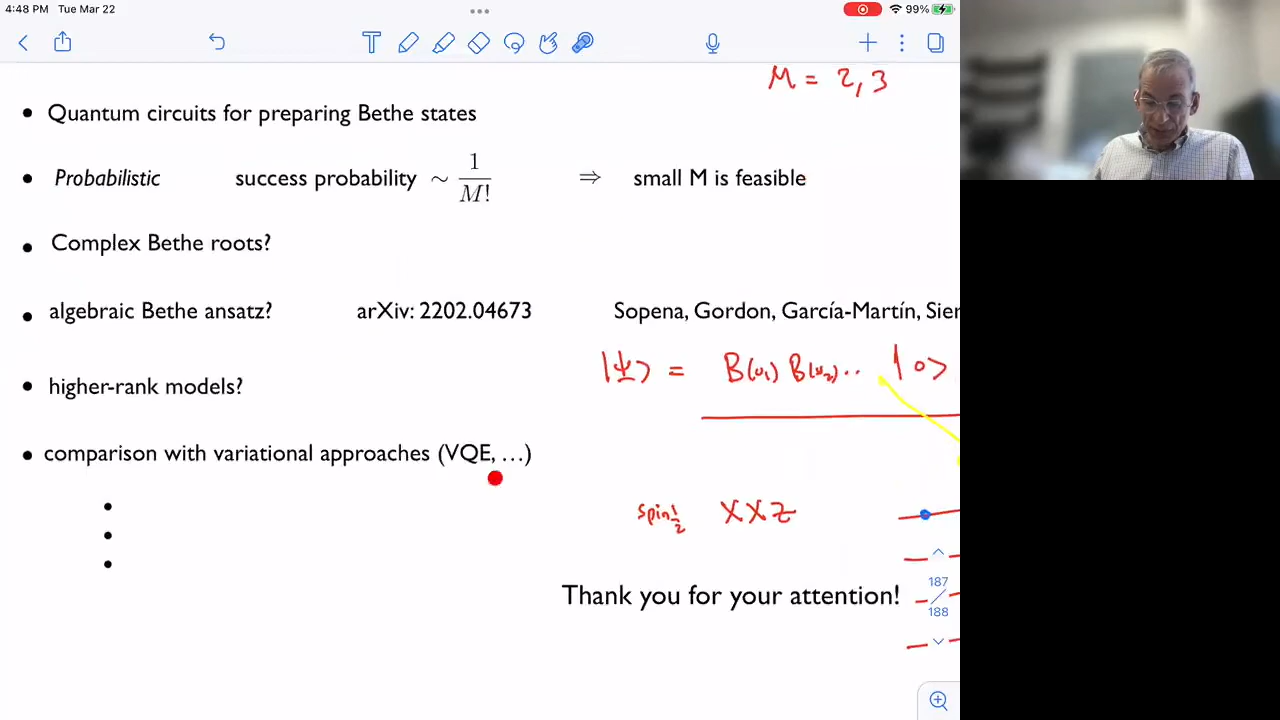 4:48 PM Tue Mar 22
99%
M = 2, 3
• Quantum circuits for preparing Bethe states
• Probabilistic success probability ~ 1/M! ⇒ small M is feasible
• Complex Bethe roots?
• algebraic Bethe ansatz? arXiv: 2202.04673 Sopena, Gordon, García-Martín, Sier
|Ψ> = B(u₁) B(u₂) ·· |0>
• higher-rank models?
• comparison with variational approaches (VQE, …)
spin ½ XXZ
Thank you for your attention!
187
188